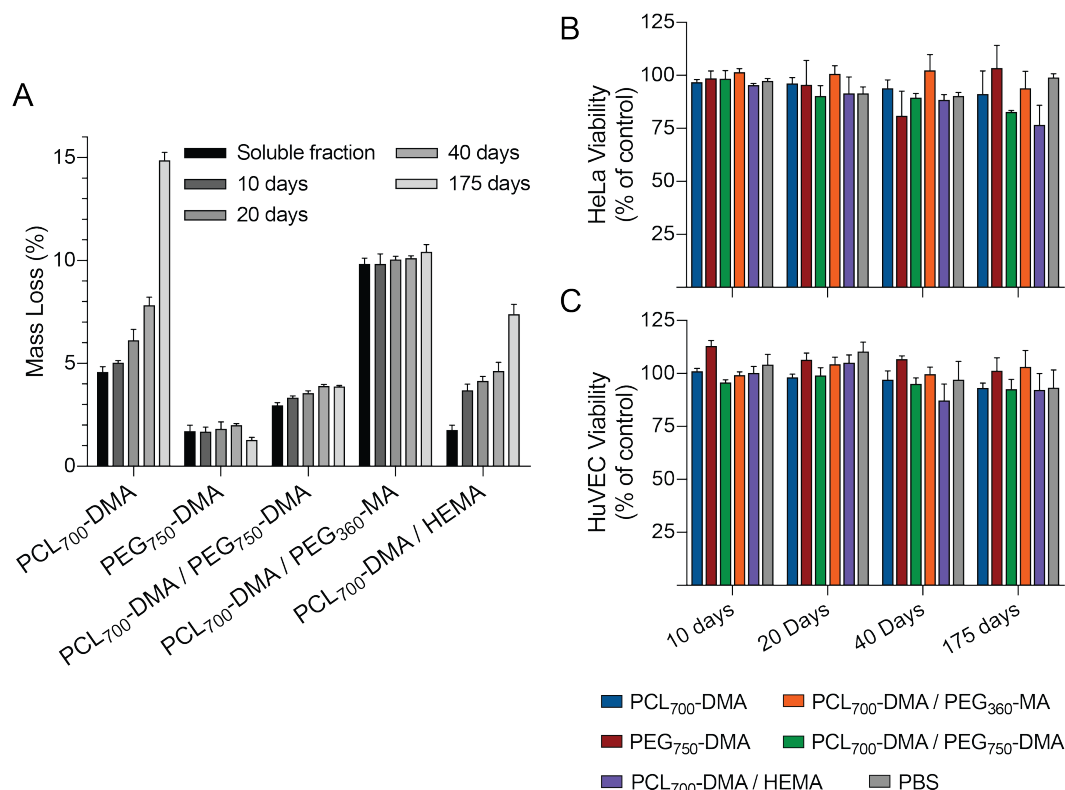 A
Mass Loss (%)
15
10
5
0
Soluble fraction
10 days
20 days
40 days
175 days
PCL700-DMA
PEG750-DMA
PCL700-DMA / PEG750-DMA
PCL700-DMA / PEG360-MA
PCL700-DMA / HEMA
B
HeLa Viability
(% of control)
125
100
75
50
25
C
HuVEC Viability
(% of control)
125
100
75
50
25
10 days
20 Days
40 Days
175 days
PCL700-DMA
PCL700-DMA / PEG360-MA
PEG750-DMA
PCL700-DMA / PEG750-DMA
PCL700-DMA / HEMA
PBS